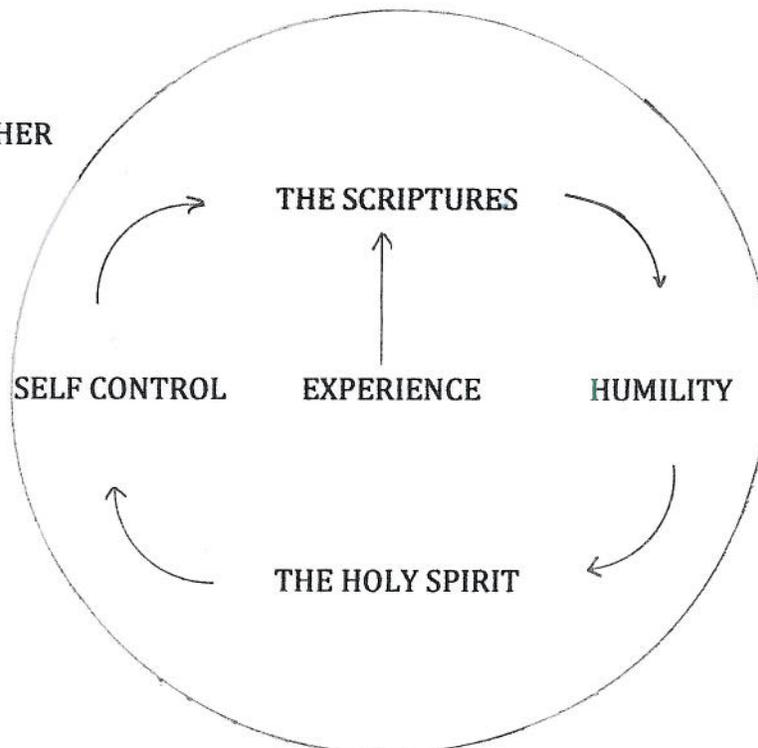 HER
THE SCRIPTURES
SELF CONTROL EXPERIENCE HUMILITY
THE HOLY SPIRIT